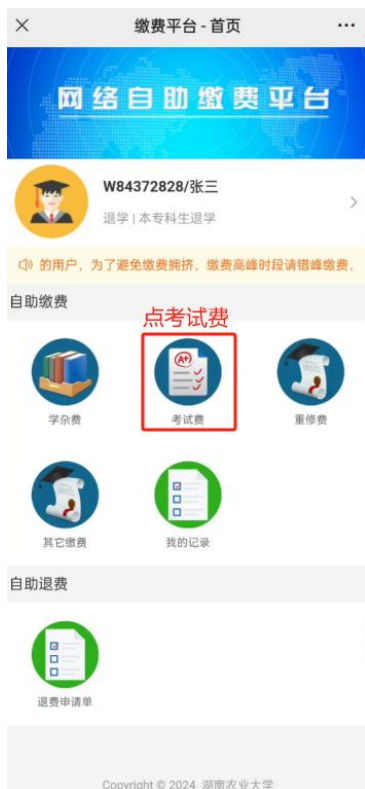 缴费平台 - 首页
网络自助缴费平台
W84372828/张三
退学 | 本专科生退学
的用户，为了避免缴费拥挤，缴费高峰时段请错峰缴费，
自助缴费
点考试费
A+
学杂费 考试费 重修费
其它缴费 我的记录
自助退费
退费申请单
Copyright © 2024 湖南农业大学